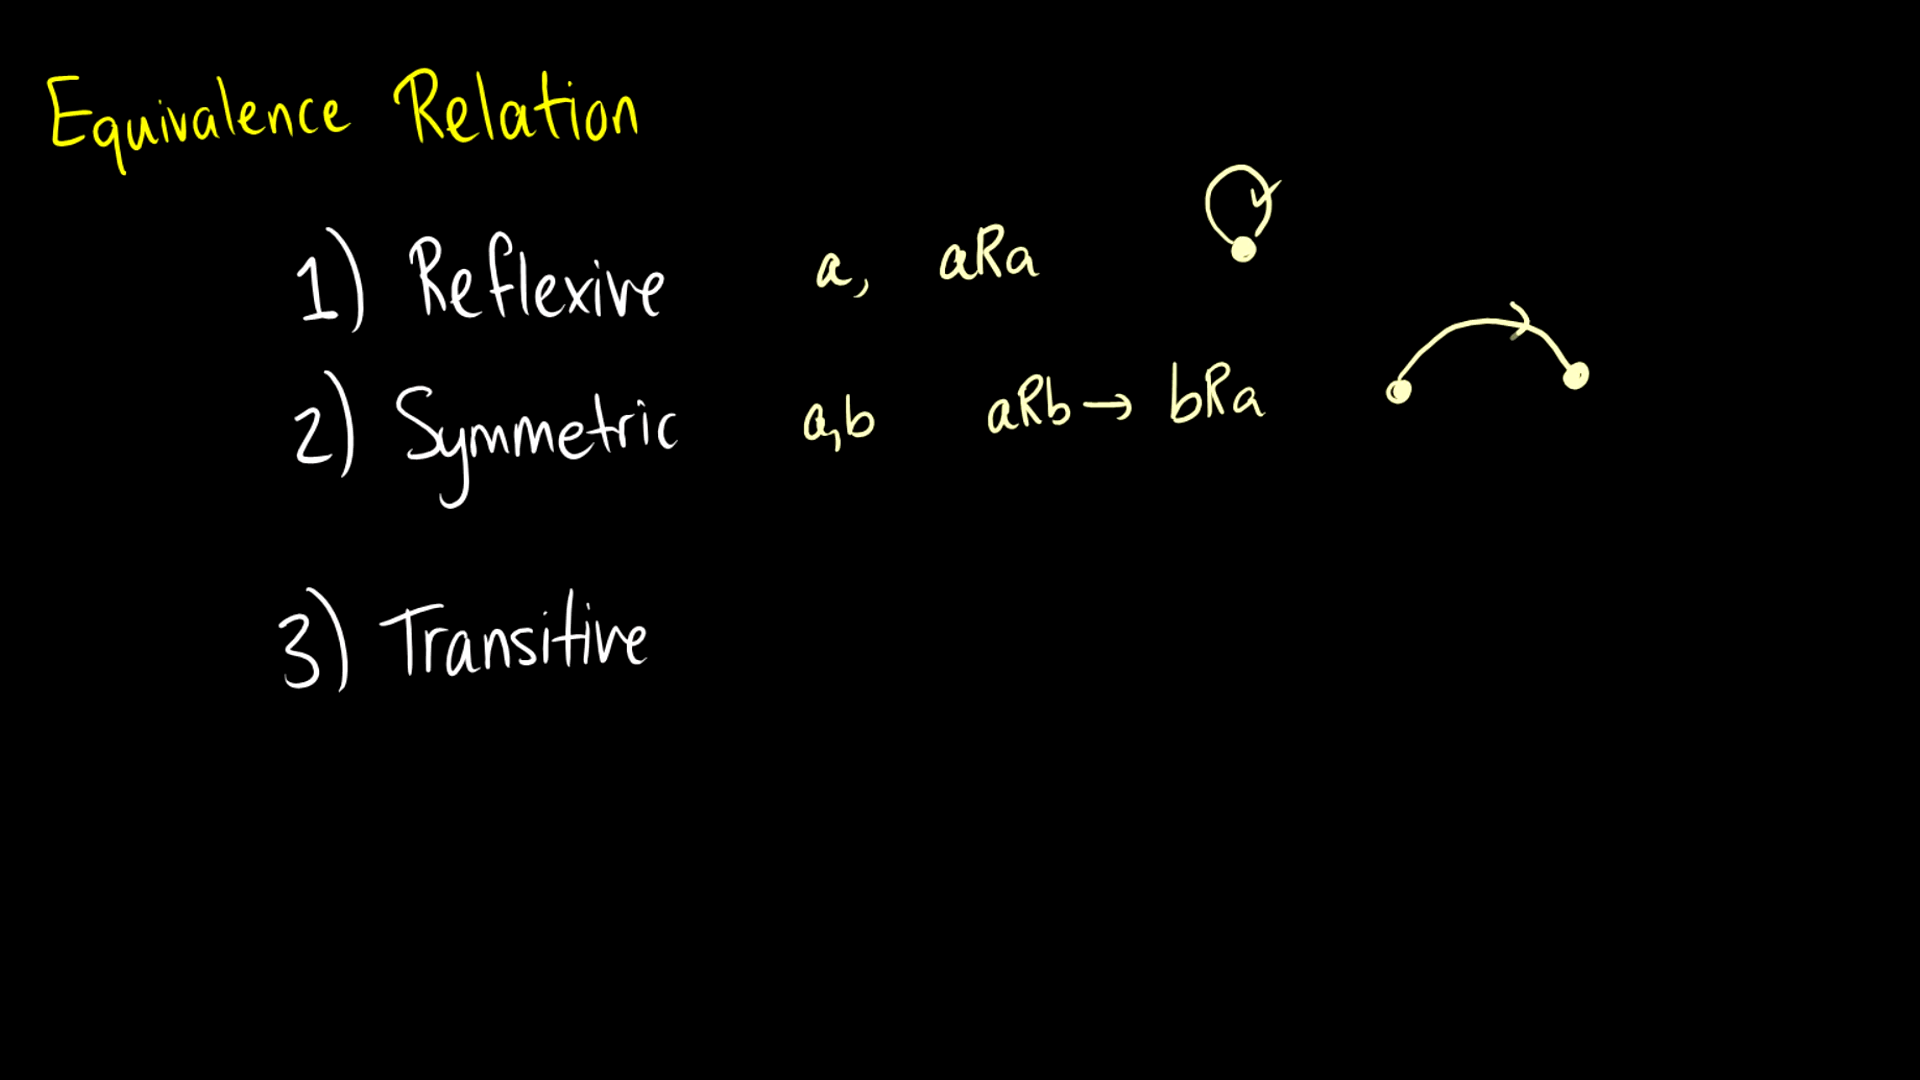 Equivalence Relation
1) Reflexive a, aRa
2) Symmetric a,b aRb → bRa
3) Transitive